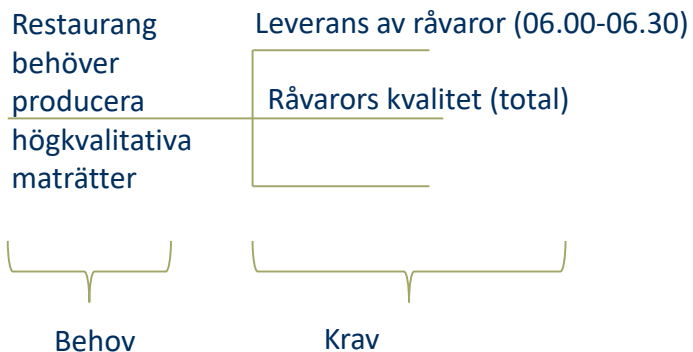 Restaurang
behöver
producera
högkvalitativa
maträtter
Leverans av råvaror (06.00-06.30)
Råvarors kvalitet (total)
Behov
Krav